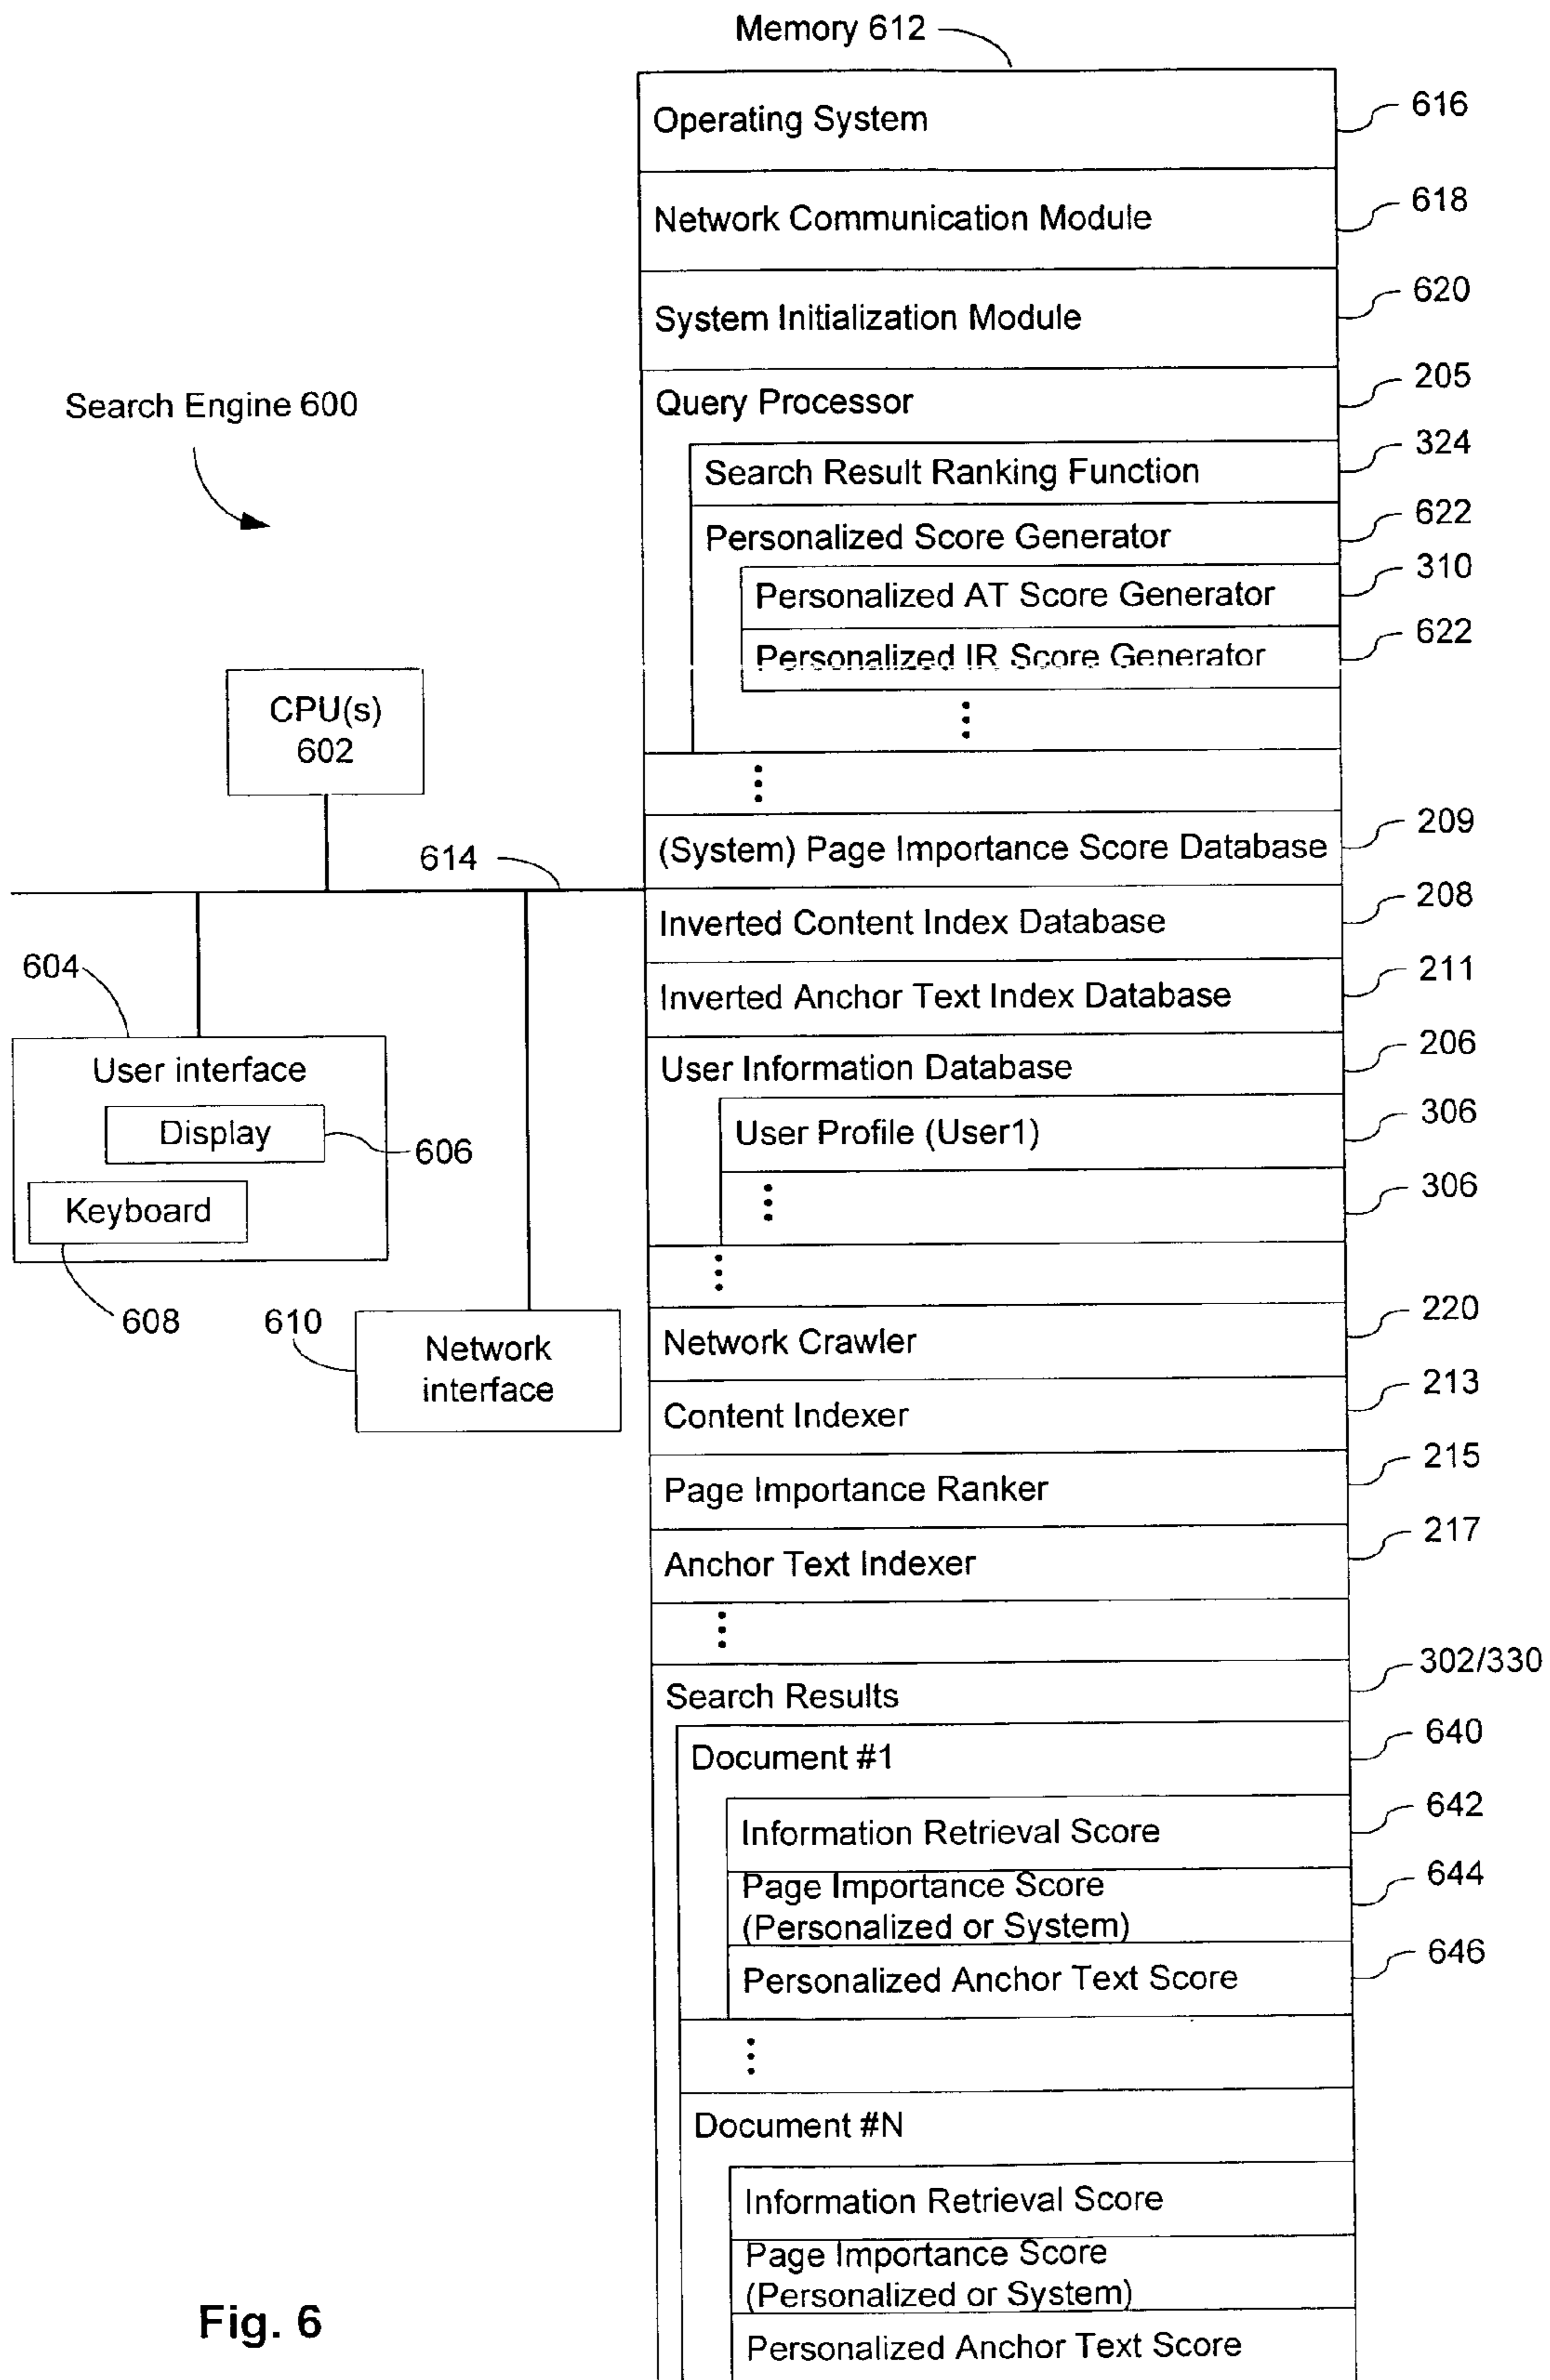 Memory 612
Operating System 616
Network Communication Module 618
System Initialization Module 620
Search Engine 600
Query Processor 205
Search Result Ranking Function 324
Personalized Score Generator 622
Personalized AT Score Generator 310
Personalized IR Score Generator 622
CPU(s)
602
(System) Page Importance Score Database 209
614
Inverted Content Index Database 208
Inverted Anchor Text Index Database 211
User Information Database 206
User Profile (User1) 306
306
604
User interface
Display
606
Keyboard
608
610
Network
interface
Network Crawler 220
Content Indexer 213
Page Importance Ranker 215
Anchor Text Indexer 217
Search Results 302/330
Document #1 640
Information Retrieval Score 642
Page Importance Score 644
(Personalized or System)
Personalized Anchor Text Score 646
Document #N
Information Retrieval Score
Page Importance Score
(Personalized or System)
Personalized Anchor Text Score
Fig. 6